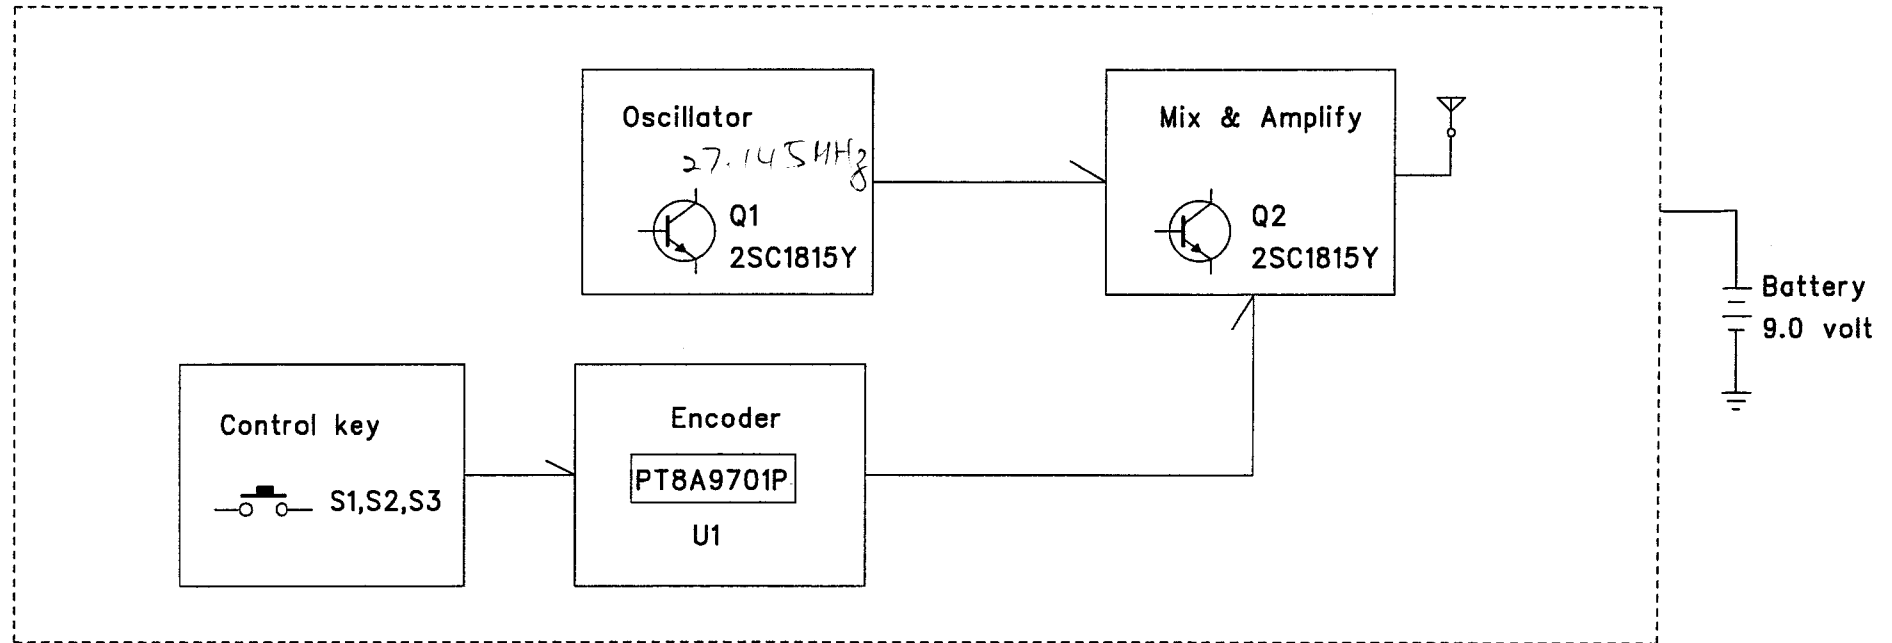 Oscillator
27.145MHz
Q1
2SC1815Y
Mix & Amplify
Q2
2SC1815Y
Battery
9.0 volt
Control key
S1,S2,S3
Encoder
PT8A9701P
U1